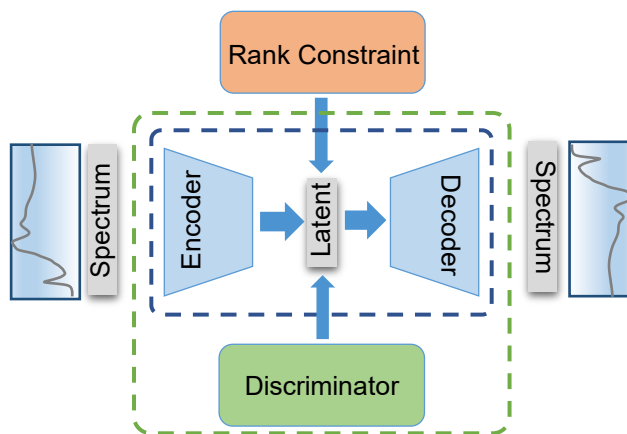 Rank Constraint
Spectrum
Encoder
Latent
Decoder
Spectrum
Discriminator